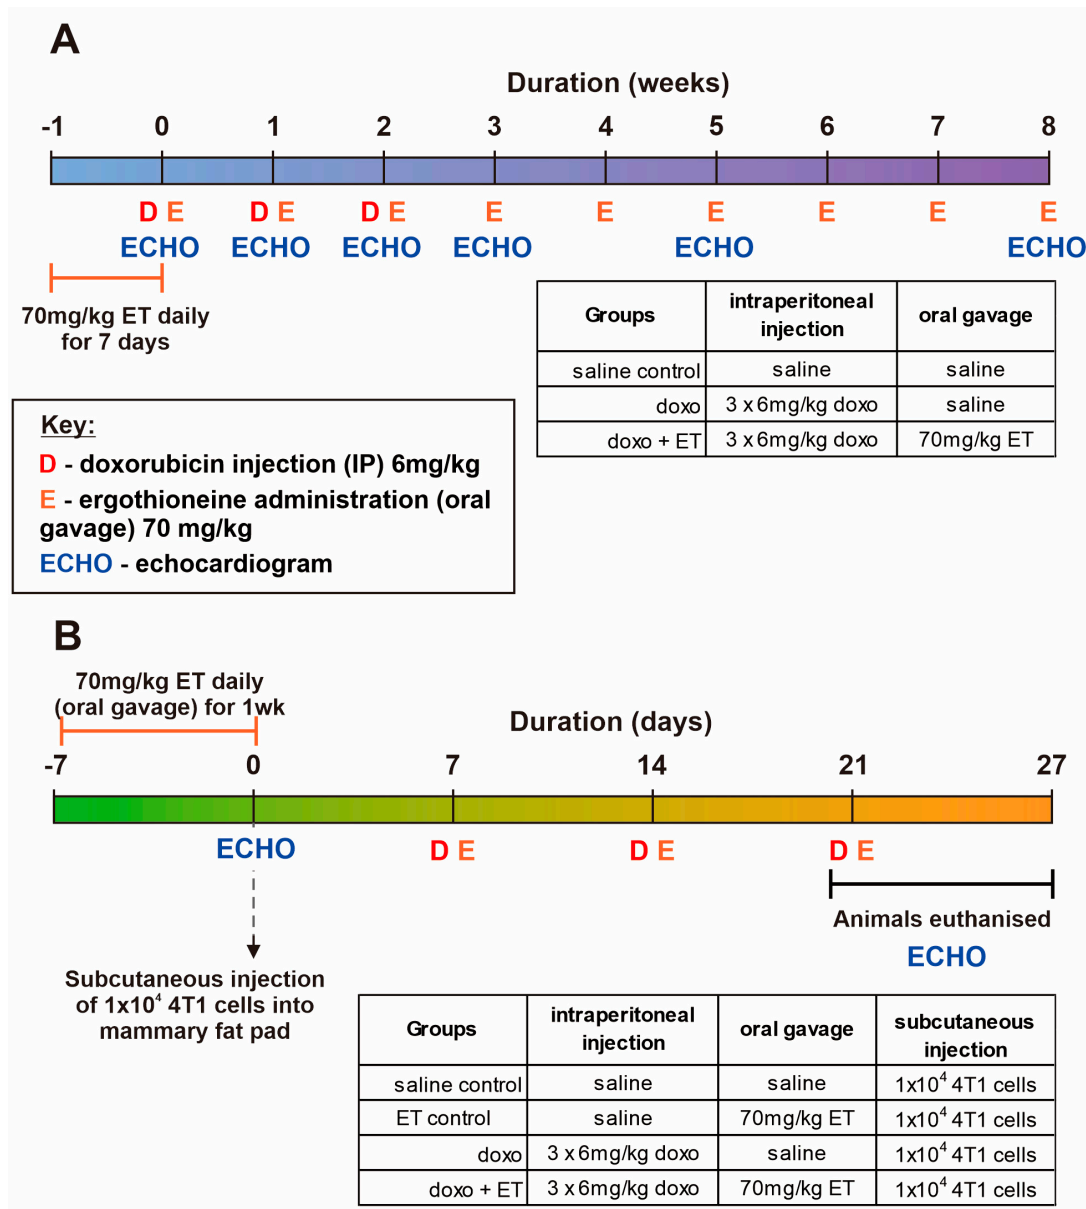 A
Duration (weeks)
-1 0 1 2 3 4 5 6 7 8
D E D E D E E E E E E E
ECHO ECHO ECHO ECHO ECHO ECHO
70mg/kg ET daily
for 7 days
Groups intraperitoneal injection oral gavage
saline control saline saline
doxo 3 x 6mg/kg doxo saline
doxo + ET 3 x 6mg/kg doxo 70mg/kg ET
Key:
D - doxorubicin injection (IP) 6mg/kg
E - ergothioneine administration (oral
gavage) 70 mg/kg
ECHO - echocardiogram
B
70mg/kg ET daily
(oral gavage) for 1wk
Duration (days)
-7 0 7 14 21 27
ECHO D E D E D E
Animals euthanised
ECHO
Subcutaneous injection
of 1x10⁴ 4T1 cells into
mammary fat pad
Groups intraperitoneal injection oral gavage subcutaneous injection
saline control saline saline 1x10⁴ 4T1 cells
ET control saline 70mg/kg ET 1x10⁴ 4T1 cells
doxo 3 x 6mg/kg doxo saline 1x10⁴ 4T1 cells
doxo + ET 3 x 6mg/kg doxo 70mg/kg ET 1x10⁴ 4T1 cells